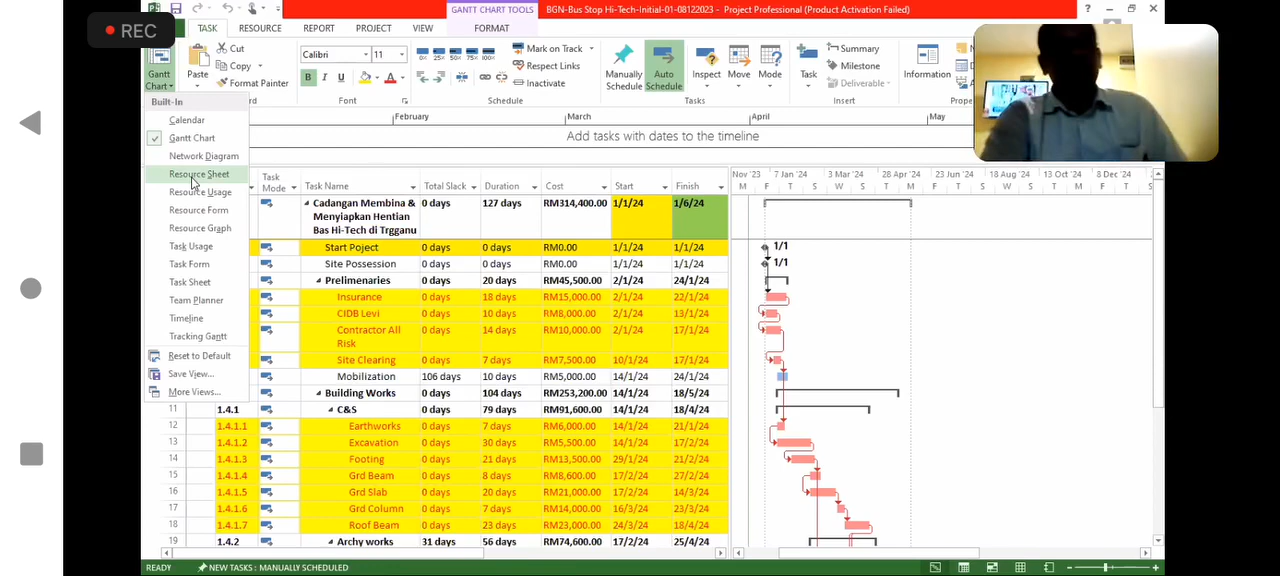 REC
GANTT CHART TOOLS
BGN-Bus Stop Hi-Tech-Initial-01-08122023 - Project Professional (Product Activation Failed)
TASK RESOURCE REPORT PROJECT VIEW FORMAT
Gantt Chart
Paste
Cut
Copy
Format Painter
Calibri 11
B I U
Mark on Track
Respect Links
Inactivate
Manually Schedule
Auto Schedule
Inspect
Move
Mode
Task
Summary
Milestone
Deliverable
Information
Font Schedule Tasks Insert
February March April May
Add tasks with dates to the timeline
Built-In
Calendar
Gantt Chart
Network Diagram
Resource Sheet
Resource Usage
Resource Form
Resource Graph
Task Usage
Task Form
Task Sheet
Team Planner
Timeline
Tracking Gantt
Reset to Default
Save View...
More Views...
Task Mode Task Name Total Slack Duration Cost Start Finish
Nov '23 7 Jan '24 3 Mar '24 28 Apr '24 23 Jun '24 18 Aug '24 13 Oct '24 8 Dec '24
M F T S W M F T S W M F T S W M
Cadangan Membina & Menyiapkan Hentian Bas Hi-Tech di Trgganu 0 days 127 days RM314,400.00 1/1/24 1/6/24
Start Poject 0 days 0 days RM0.00 1/1/24 1/1/24 1/1
Site Possession 0 days 0 days RM0.00 1/1/24 1/1/24 1/1
Prelimenaries 0 days 20 days RM45,500.00 2/1/24 24/1/24
Insurance 0 days 18 days RM15,000.00 2/1/24 22/1/24
CIDB Levi 0 days 10 days RM8,000.00 2/1/24 13/1/24
Contractor All Risk 0 days 14 days RM10,000.00 2/1/24 17/1/24
Site Clearing 0 days 7 days RM7,500.00 10/1/24 17/1/24
Mobilization 106 days 10 days RM5,000.00 14/1/24 24/1/24
Building Works 0 days 104 days RM253,200.00 14/1/24 18/5/24
11 1.4.1 C&S 0 days 79 days RM91,600.00 14/1/24 18/4/24
12 1.4.1.1 Earthworks 0 days 7 days RM6,000.00 14/1/24 21/1/24
13 1.4.1.2 Excavation 0 days 30 days RM5,500.00 14/1/24 17/2/24
14 1.4.1.3 Footing 0 days 21 days RM13,500.00 29/1/24 21/2/24
15 1.4.1.4 Grd Beam 0 days 8 days RM8,600.00 17/2/24 24/2/24
16 1.4.1.5 Grd Slab 0 days 20 days RM21,000.00 17/2/24 14/3/24
17 1.4.1.6 Grd Column 0 days 7 days RM14,000.00 16/3/24 23/3/24
18 1.4.1.7 Roof Beam 0 days 23 days RM23,000.00 24/3/24 18/4/24
19 1.4.2 Archy works 31 days 56 days RM74,600.00 17/2/24 25/4/24
READY NEW TASKS : MANUALLY SCHEDULED